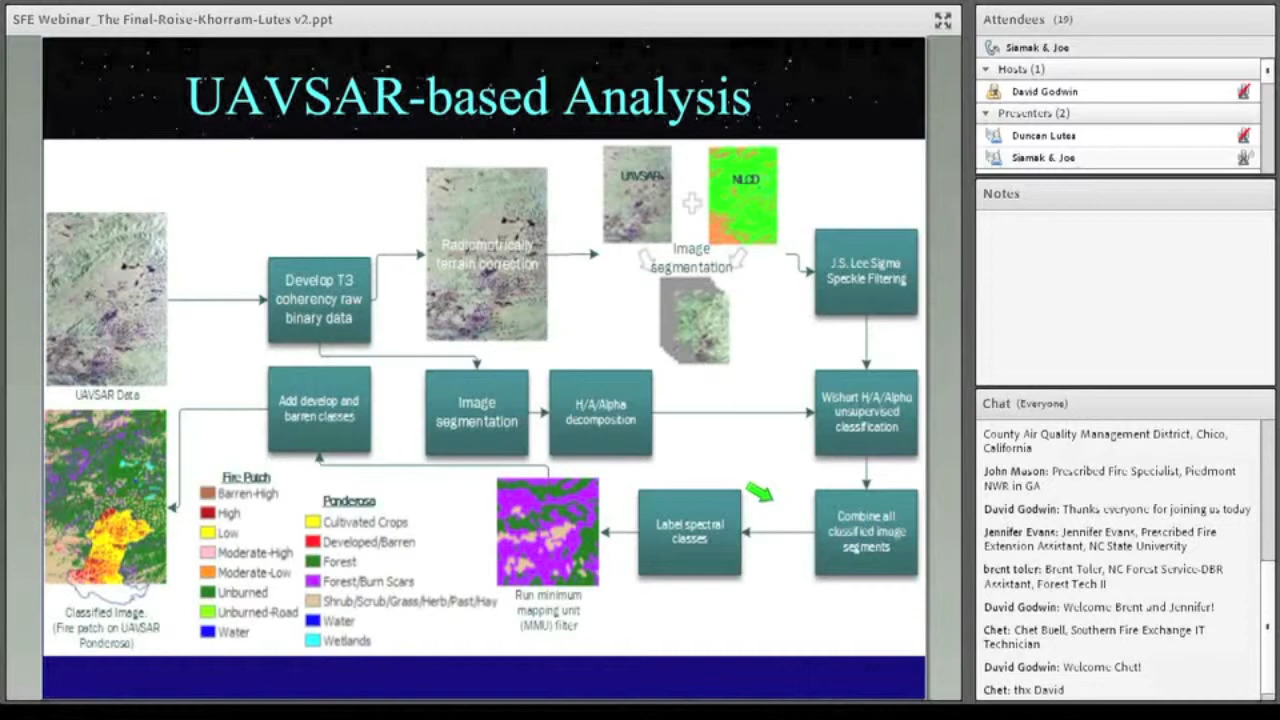 SFE Webinar_The Final-Roise-Khorram-Lutes v2.ppt
UAVSAR-based Analysis
UAVSAR Data
Develop T3
coherency raw
binary data
Radiometrically
terrain correction
UAVSAR
NLCD
Image
segmentation
J.S. Lee Sigma
Speckle Filtering
Add develop and
barren classes
Image
segmentation
H/A/Alpha
decomposition
Wishart H/A/Alpha
unsupervised
classification
Combine all
classified image
segments
Label spectral
classes
Run minimum
mapping unit
(MMU) filter
Fire Patch
Barren-High
High
Low
Moderate-High
Moderate-Low
Unburned
Unburned-Road
Water
Ponderosa
Cultivated Crops
Developed/Barren
Forest
Forest/Burn Scars
Shrub/Scrub/Grass/Herb/Past/Hay
Water
Wetlands
Classified Image.
(Fire patch on UAVSAR
Ponderosa)
Attendees (19)
Siamak & Joe
Hosts (1)
David Godwin
Presenters (2)
Duncan Lutes
Siamak & Joe
Notes
Chat (Everyone)
County Air Quality Management District, Chico,
California
John Mason: Prescribed Fire Specialist, Piedmont
NWR in GA
David Godwin: Thanks everyone for joining us today
Jennifer Evans: Jennifer Evans, Prescribed Fire
Extension Assistant, NC State University
brent toler: Brent Toler, NC Forest Service-DBR
Assistant, Forest Tech II
David Godwin: Welcome Brent and Jennifer!
Chet: Chet Buell, Southern Fire Exchange IT
Technician
David Godwin: Welcome Chet!
Chet: thx David